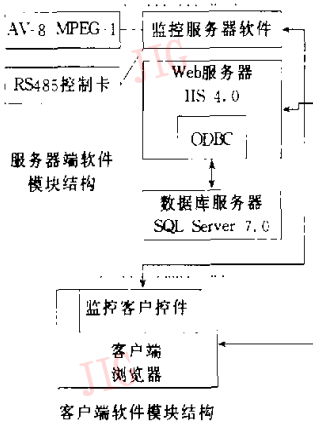 AV-8 MPEG-1
监控服务器软件
RS485控制卡
Web服务器
IIS 4.0
ODBC
服务器端软件
模块结构
数据库服务器
SQL Server 7.0
监控客户控件
客户端
浏览器
客户端软件模块结构
JIG
JIG